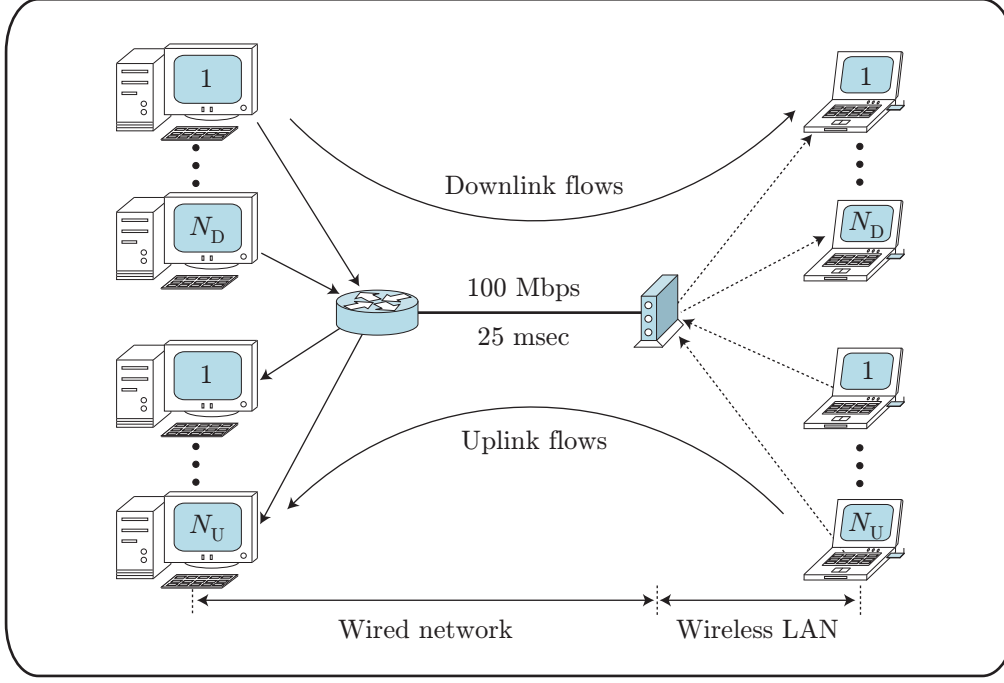 1
1
Downlink flows
N_D
N_D
100 Mbps
25 msec
1
1
Uplink flows
N_U
N_U
Wired network
Wireless LAN